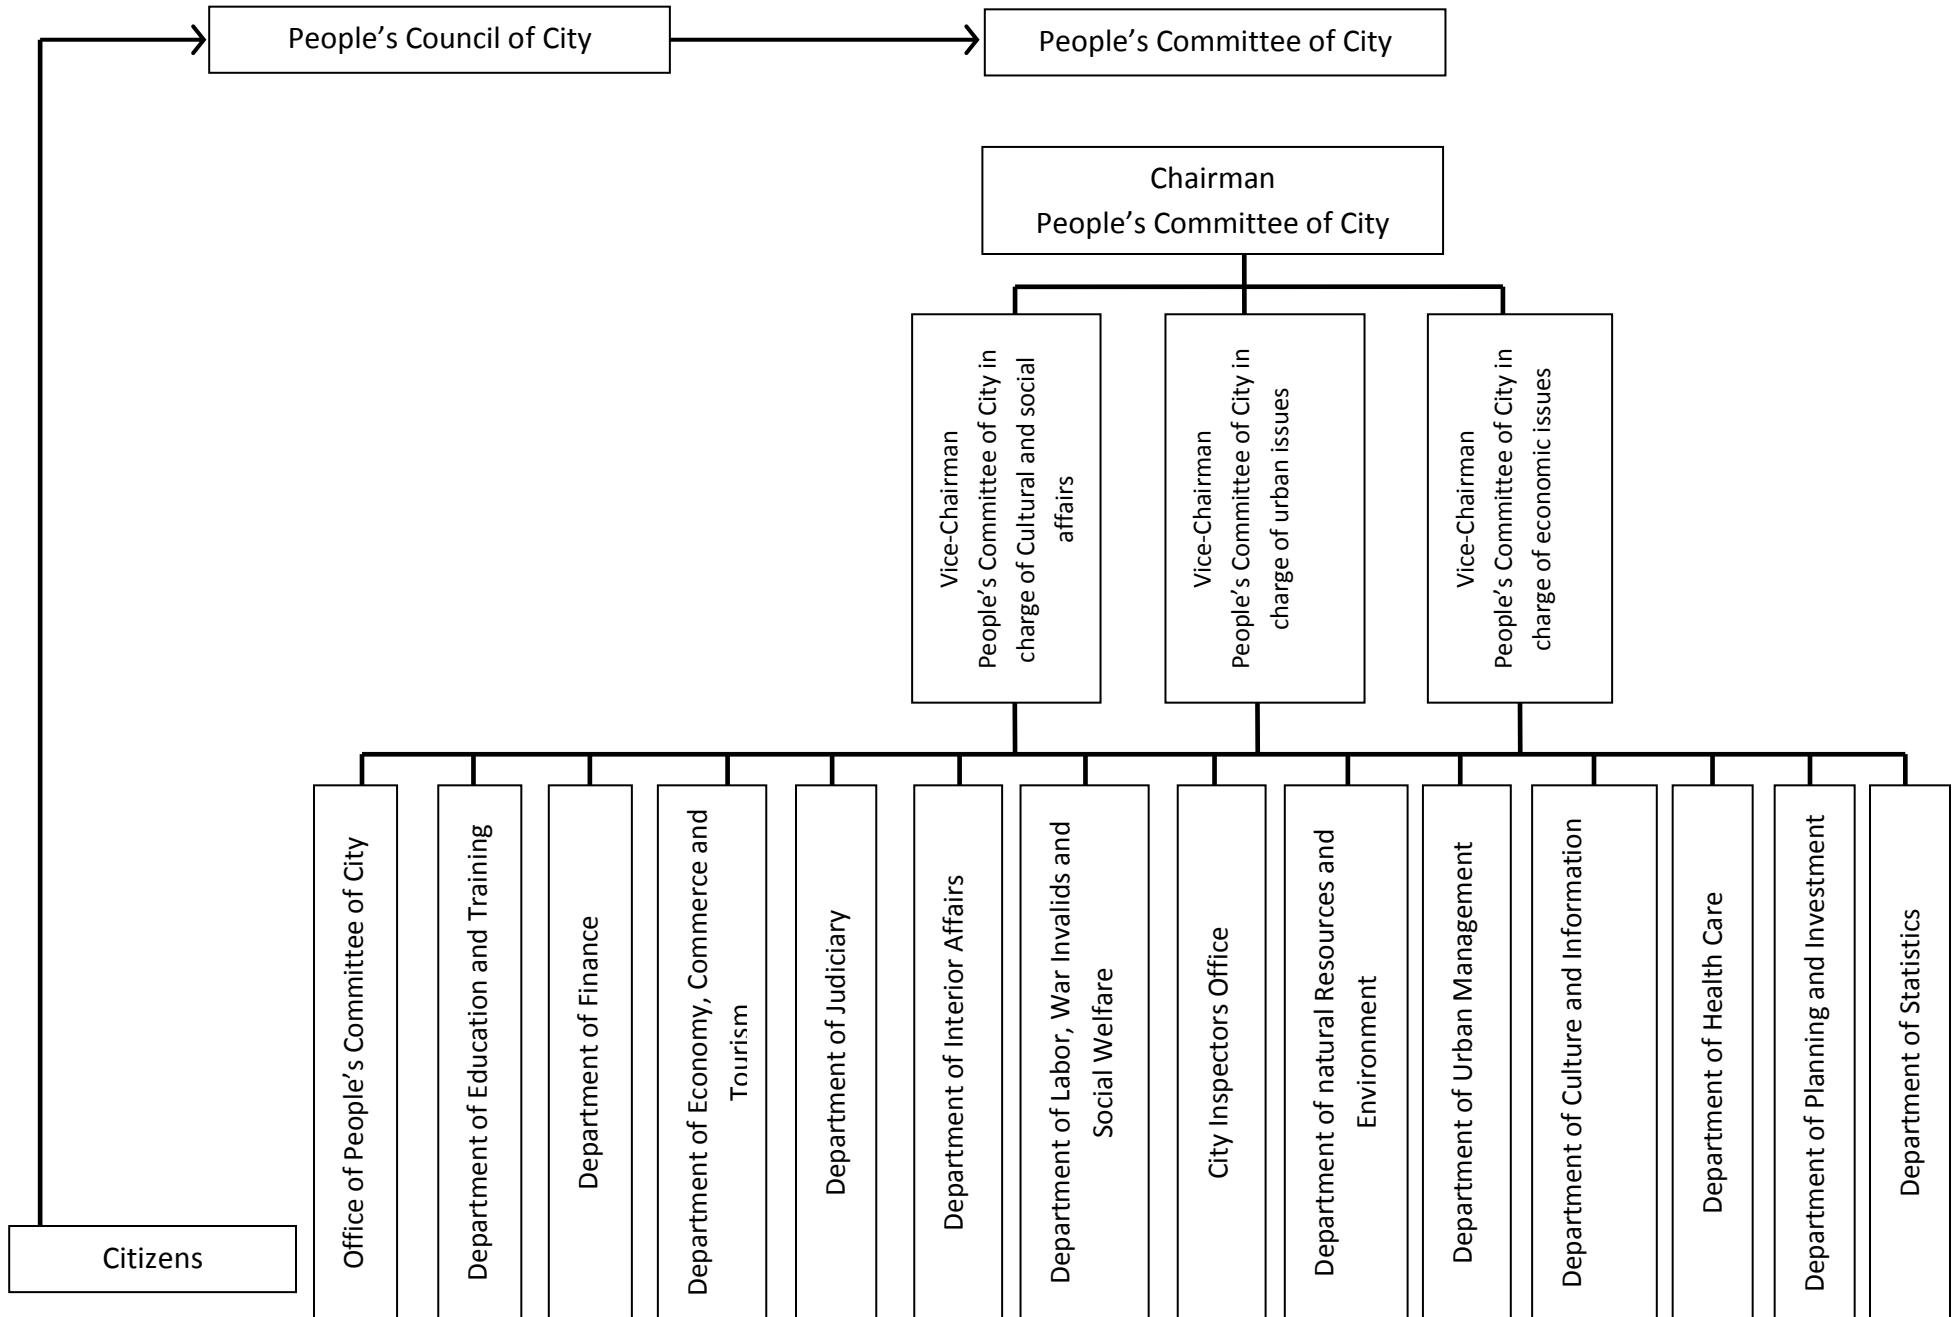 People’s Council of City
People’s Committee of City
Chairman
People’s Committee of City
Vice-Chairman
People’s Committee of City in
charge of Cultural and social
affairs
Vice-Chairman
People’s Committee of City in
charge of urban issues
Vice-Chairman
People’s Committee of City in
charge of economic issues
Office of People’s Committee of City
Department of Education and Training
Department of Finance
Department of Economy, Commerce and
Tourism
Department of Judiciary
Department of Interior Affairs
Department of Labor, War Invalids and
Social Welfare
City Inspectors Office
Department of natural Resources and
Environment
Department of Urban Management
Department of Culture and Information
Department of Health Care
Department of Planning and Investment
Department of Statistics
Citizens